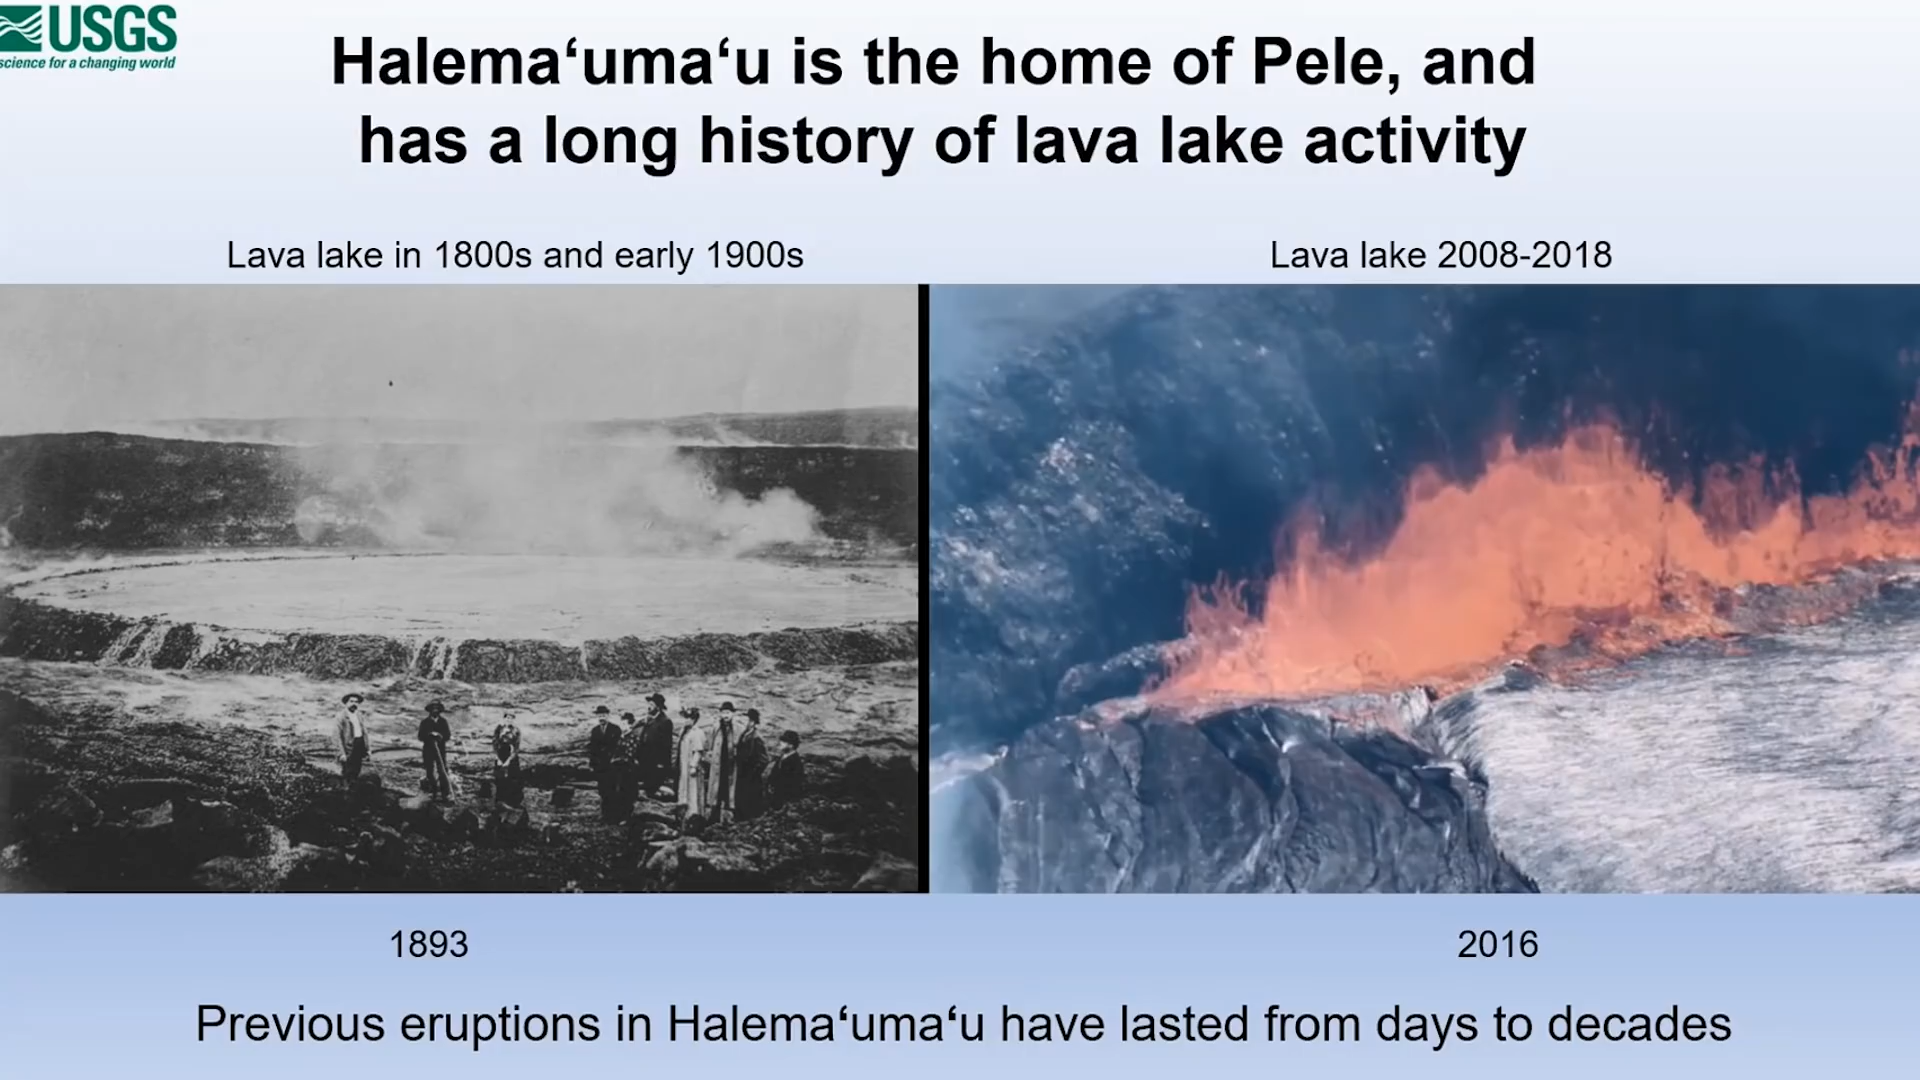 USGS
science for a changing world
Halemaʻumaʻu is the home of Pele, and
has a long history of lava lake activity
Lava lake in 1800s and early 1900s
Lava lake 2008-2018
1893
2016
Previous eruptions in Halemaʻumaʻu have lasted from days to decades